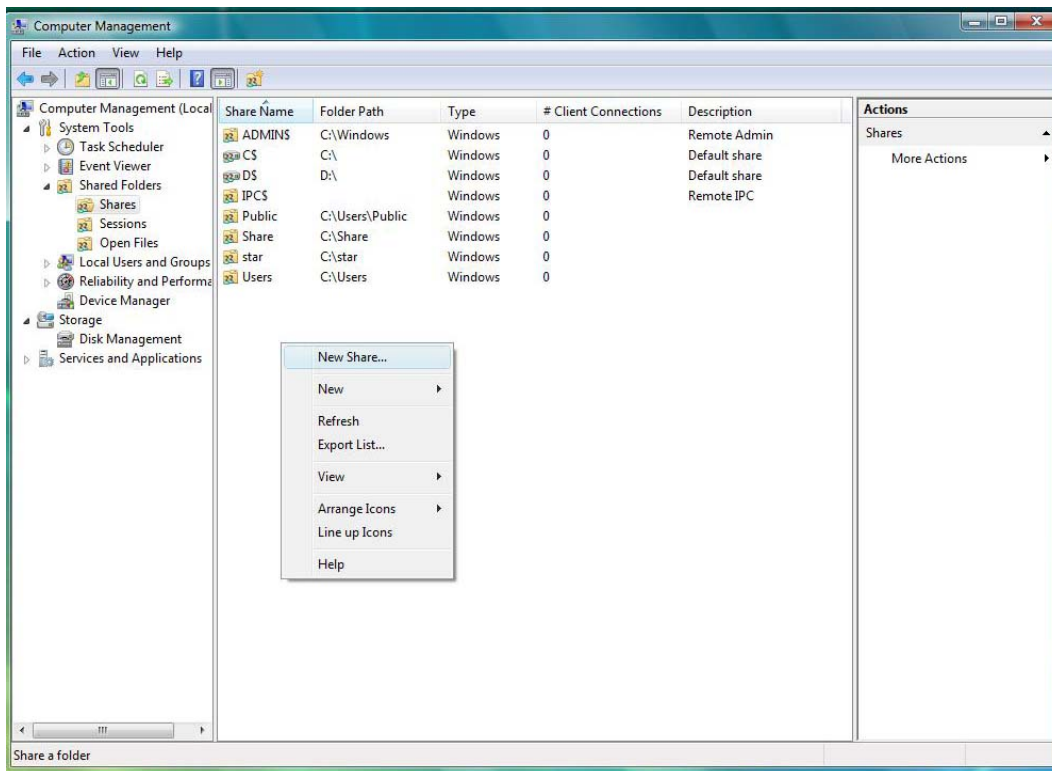 Computer Management
File Action View Help
Computer Management (Local
System Tools
Task Scheduler
Event Viewer
Shared Folders
Shares
Sessions
Open Files
Local Users and Groups
Reliability and Performa
Device Manager
Storage
Disk Management
Services and Applications
Share Name Folder Path Type # Client Connections Description
ADMIN$ C:\Windows Windows 0 Remote Admin
C$ C:\ Windows 0 Default share
D$ D:\ Windows 0 Default share
IPC$ Windows 0 Remote IPC
Public C:\Users\Public Windows 0
Share C:\Share Windows 0
star C:\star Windows 0
Users C:\Users Windows 0
New Share...
New
Refresh
Export List...
View
Arrange Icons
Line up Icons
Help
Actions
Shares
More Actions
Share a folder